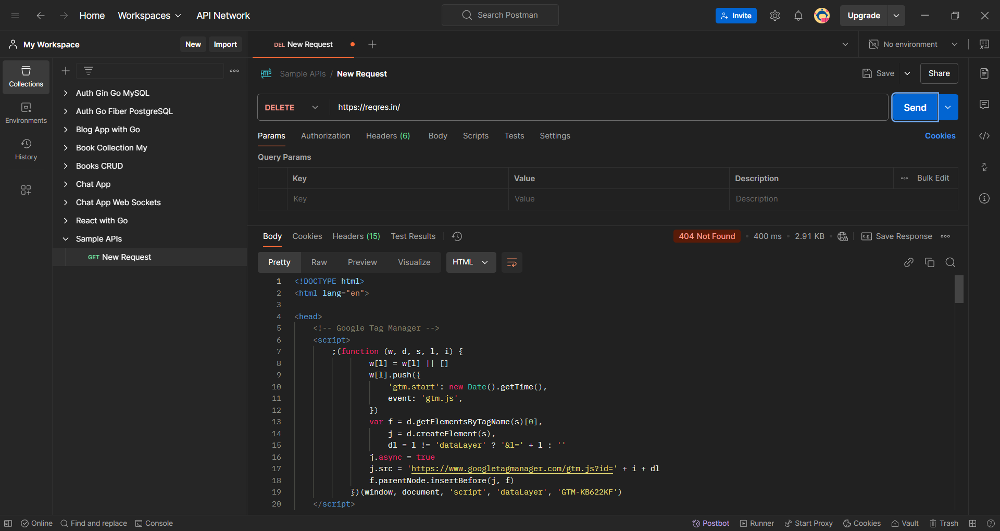 Home Workspaces API Network Search Postman Invite Upgrade
My Workspace New Import DEL New Request No environment
Collections
Environments
History
Auth Gin Go MySQL
Auth Go Fiber PostgreSQL
Blog App with Go
Book Collection My
Books CRUD
Chat App
Chat App Web Sockets
React with Go
Sample APIs
GET New Request
HTTP Sample APIs / New Request Save Share
DELETE https://reqres.in/ Send
Params Authorization Headers (6) Body Scripts Tests Settings Cookies
Query Params
Key Value Description Bulk Edit
Key Value Description
Body Cookies Headers (15) Test Results 404 Not Found 400 ms 2.91 KB e.g. Save Response
Pretty Raw Preview Visualize HTML
1 <!DOCTYPE html>
2 <html lang="en">
3
4 <head>
5 <!-- Google Tag Manager -->
6 <script>
7 ;(function (w, d, s, l, i) {
8 w[l] = w[l] || []
9 w[l].push({
10 'gtm.start': new Date().getTime(),
11 event: 'gtm.js',
12 })
13 var f = d.getElementsByTagName(s)[0],
14 j = d.createElement(s),
15 dl = l != 'dataLayer' ? '&l=' + l : ''
16 j.async = true
17 j.src = 'https://www.googletagmanager.com/gtm.js?id=' + i + dl
18 f.parentNode.insertBefore(j, f)
19 })(window, document, 'script', 'dataLayer', 'GTM-KB622KF')
20 </script>
Online Find and replace Console Postbot Runner Start Proxy Cookies Vault Trash